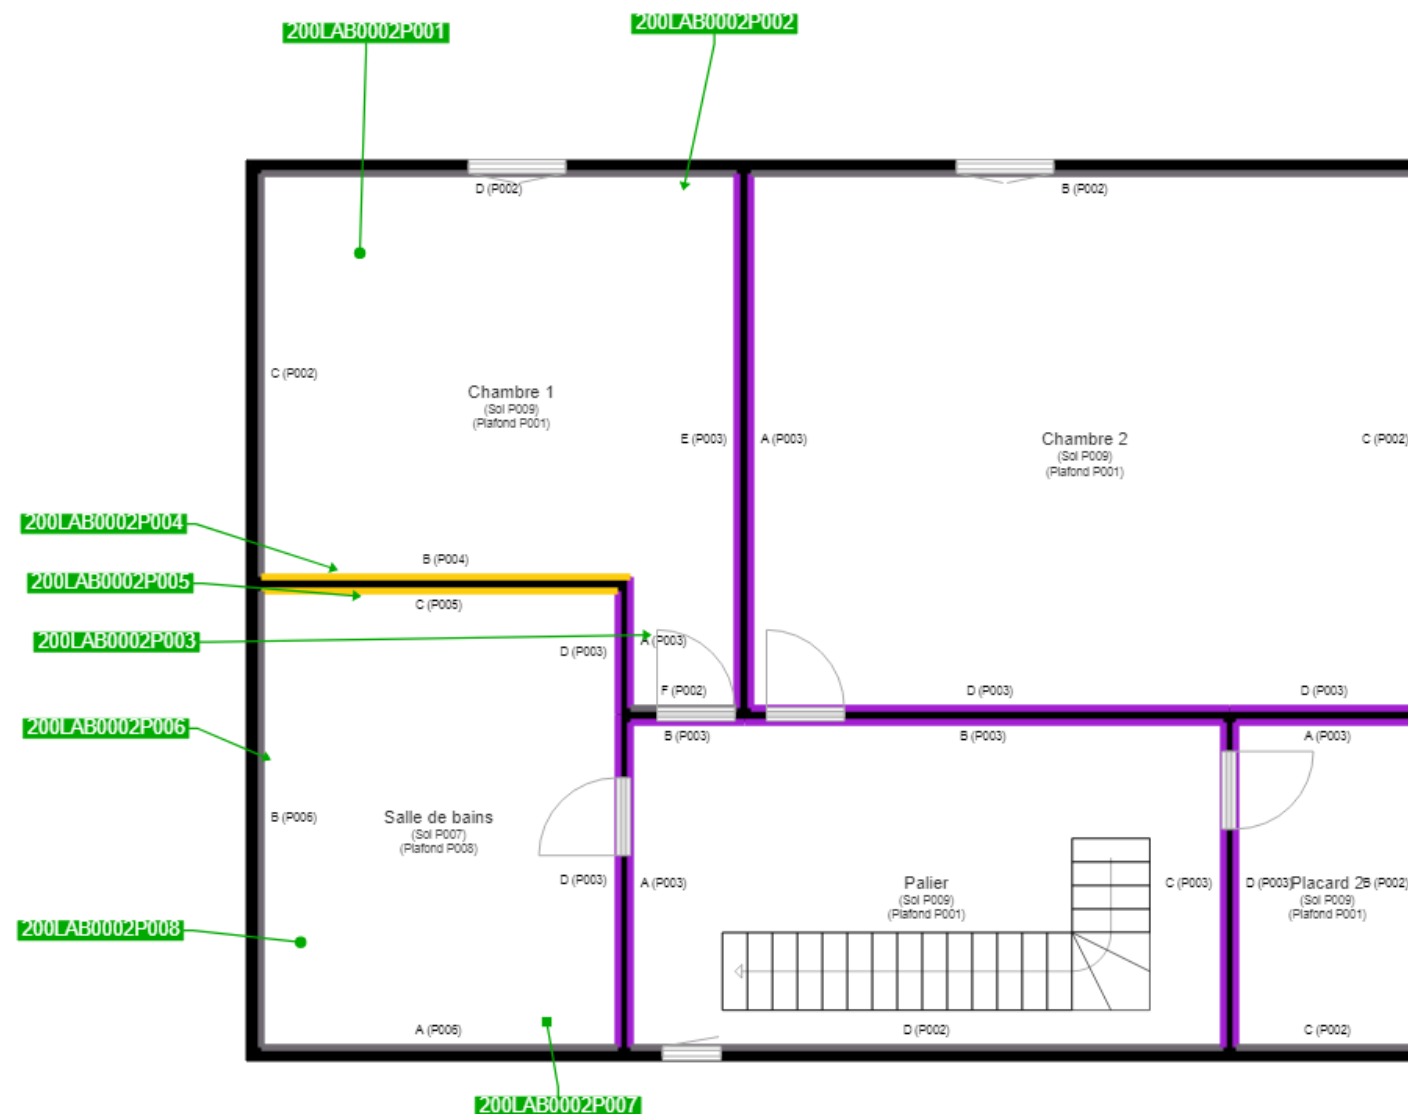 200LAB0002P001
200LAB0002P002
D (P002)
B (P002)
C (P002)
Chambre 1
(Sol P009)
(Plafond P001)
E (P003)
A (P003)
Chambre 2
(Sol P009)
(Plafond P001)
C (P002)
200LAB0002P004
B (P004)
200LAB0002P005
C (P005)
200LAB0002P003
A (P003)
D (P003)
F (P002)
D (P003)
D (P003)
200LAB0002P006
B (P003)
B (P003)
A (P003)
B (P006)
Salle de bains
(Sol P007)
(Plafond P008)
D (P003)
A (P003)
Palier
(Sol P009)
(Plafond P001)
C (P003)
D (P003)
Placard 2
(Sol P009)
(Plafond P001)
B (P002)
200LAB0002P008
A (P006)
D (P002)
C (P002)
200LAB0002P007